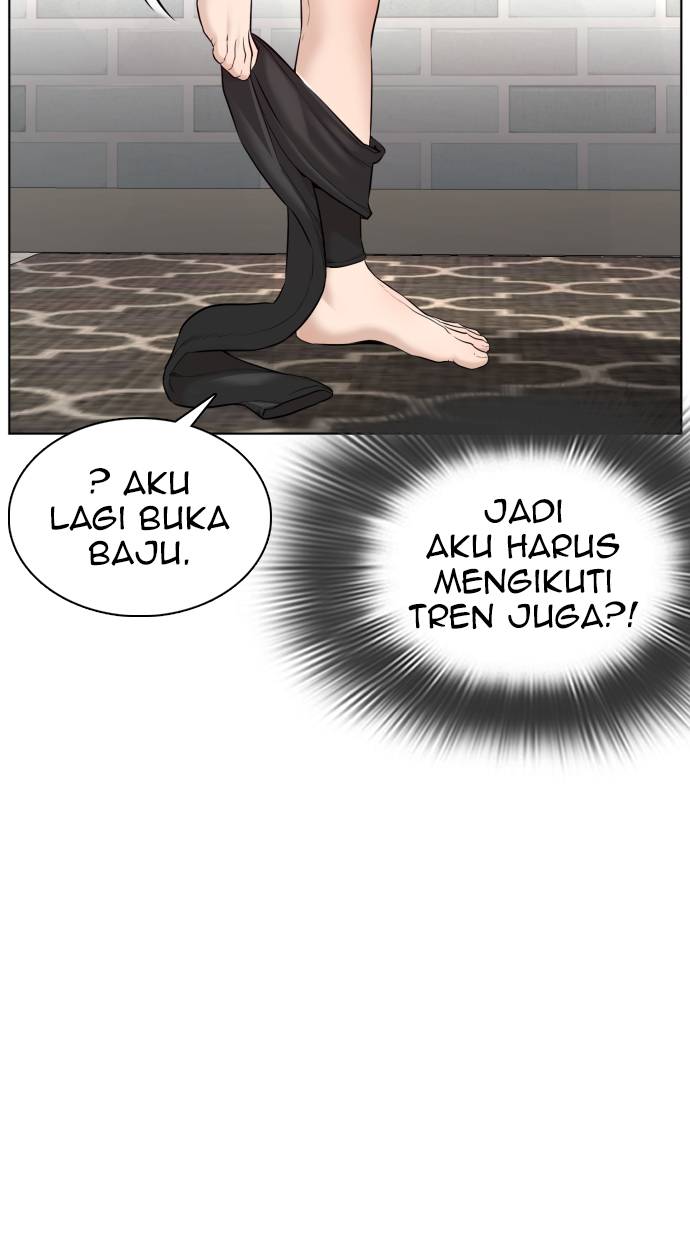 ? AKU
LAGI BUKA
BAJU.
JADI
AKU HARUS
MENGIKUTI
TREN JUGA?!